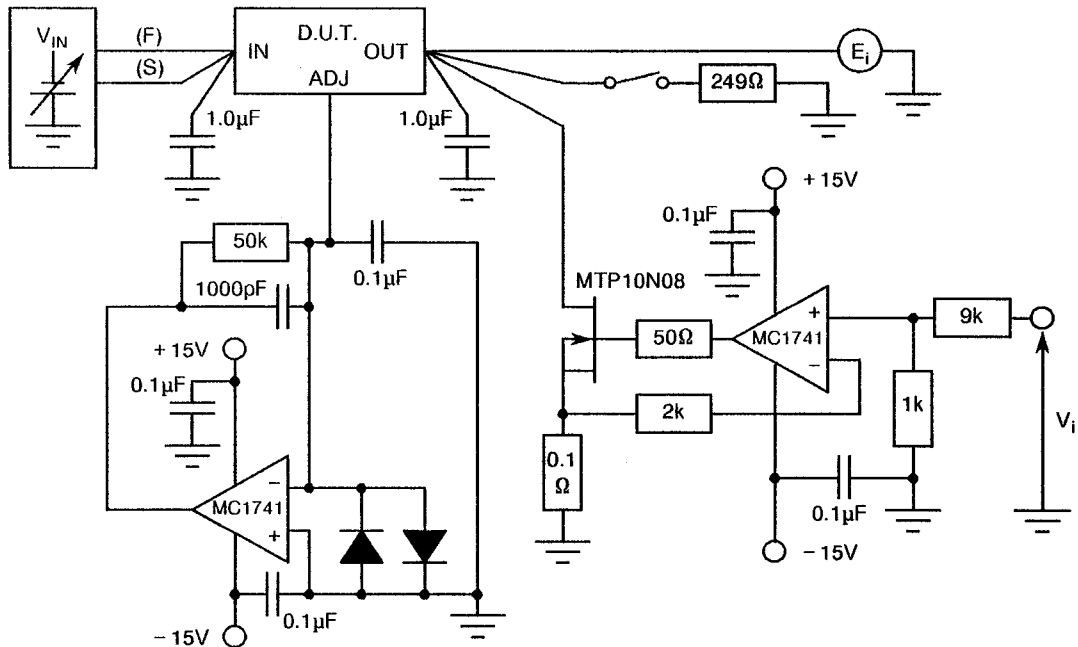 V_IN
(F)
(S)
IN
D.U.T.
OUT
ADJ
E_i
249Ω
1.0µF
1.0µF
+15V
0.1µF
50k
0.1µF
MTP10N08
1000pF
+
MC1741
−
50Ω
9k
+15V
0.1µF
2k
1k
V_i
0.1
Ω
−
MC1741
+
0.1µF
−15V
0.1µF
−15V